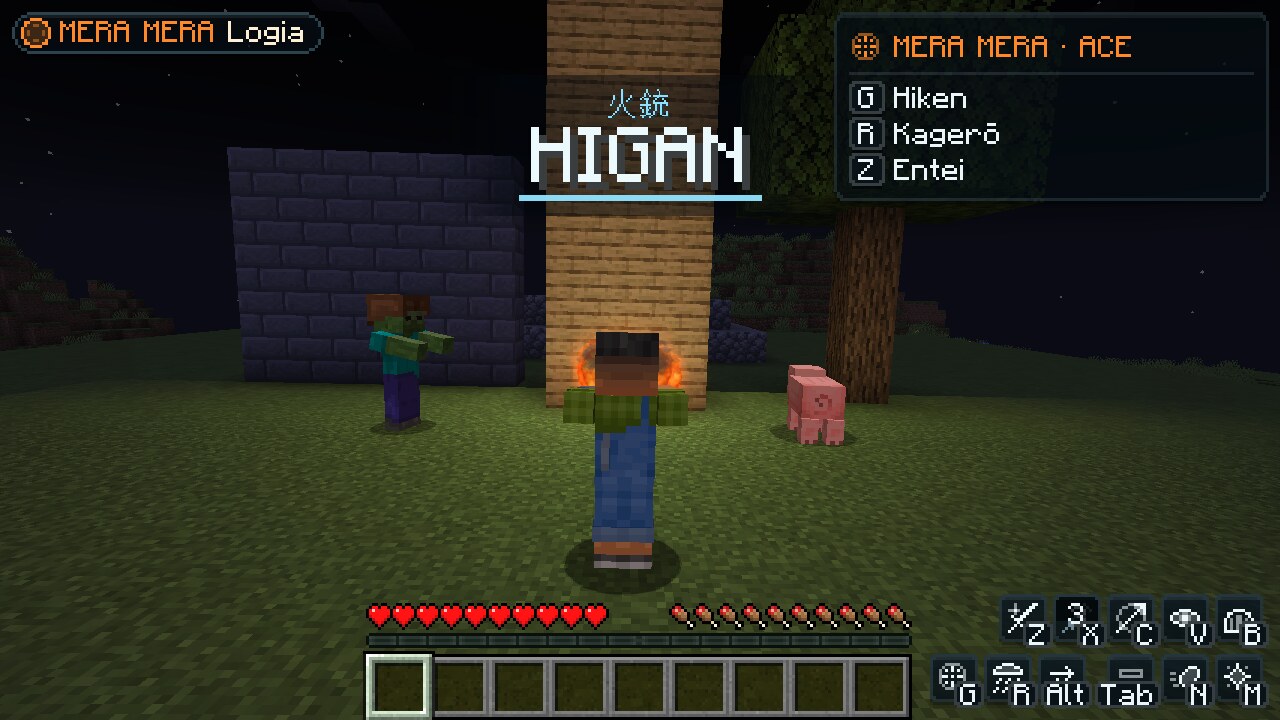 MERA MERA Logia
MERA MERA · ACE
G Hiken
R Kagerō
Z Entei
火銃
HIGAN
Z X C V B
G R Alt Tab N M